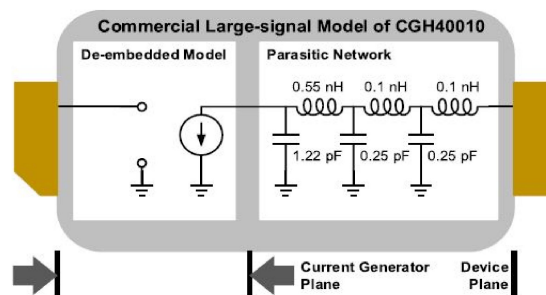 Commercial Large-signal Model of CGH40010
De-embedded Model
Parasitic Network
0.55 nH
0.1 nH
0.1 nH
1.22 pF
0.25 pF
0.25 pF
Current Generator
Plane
Device
Plane